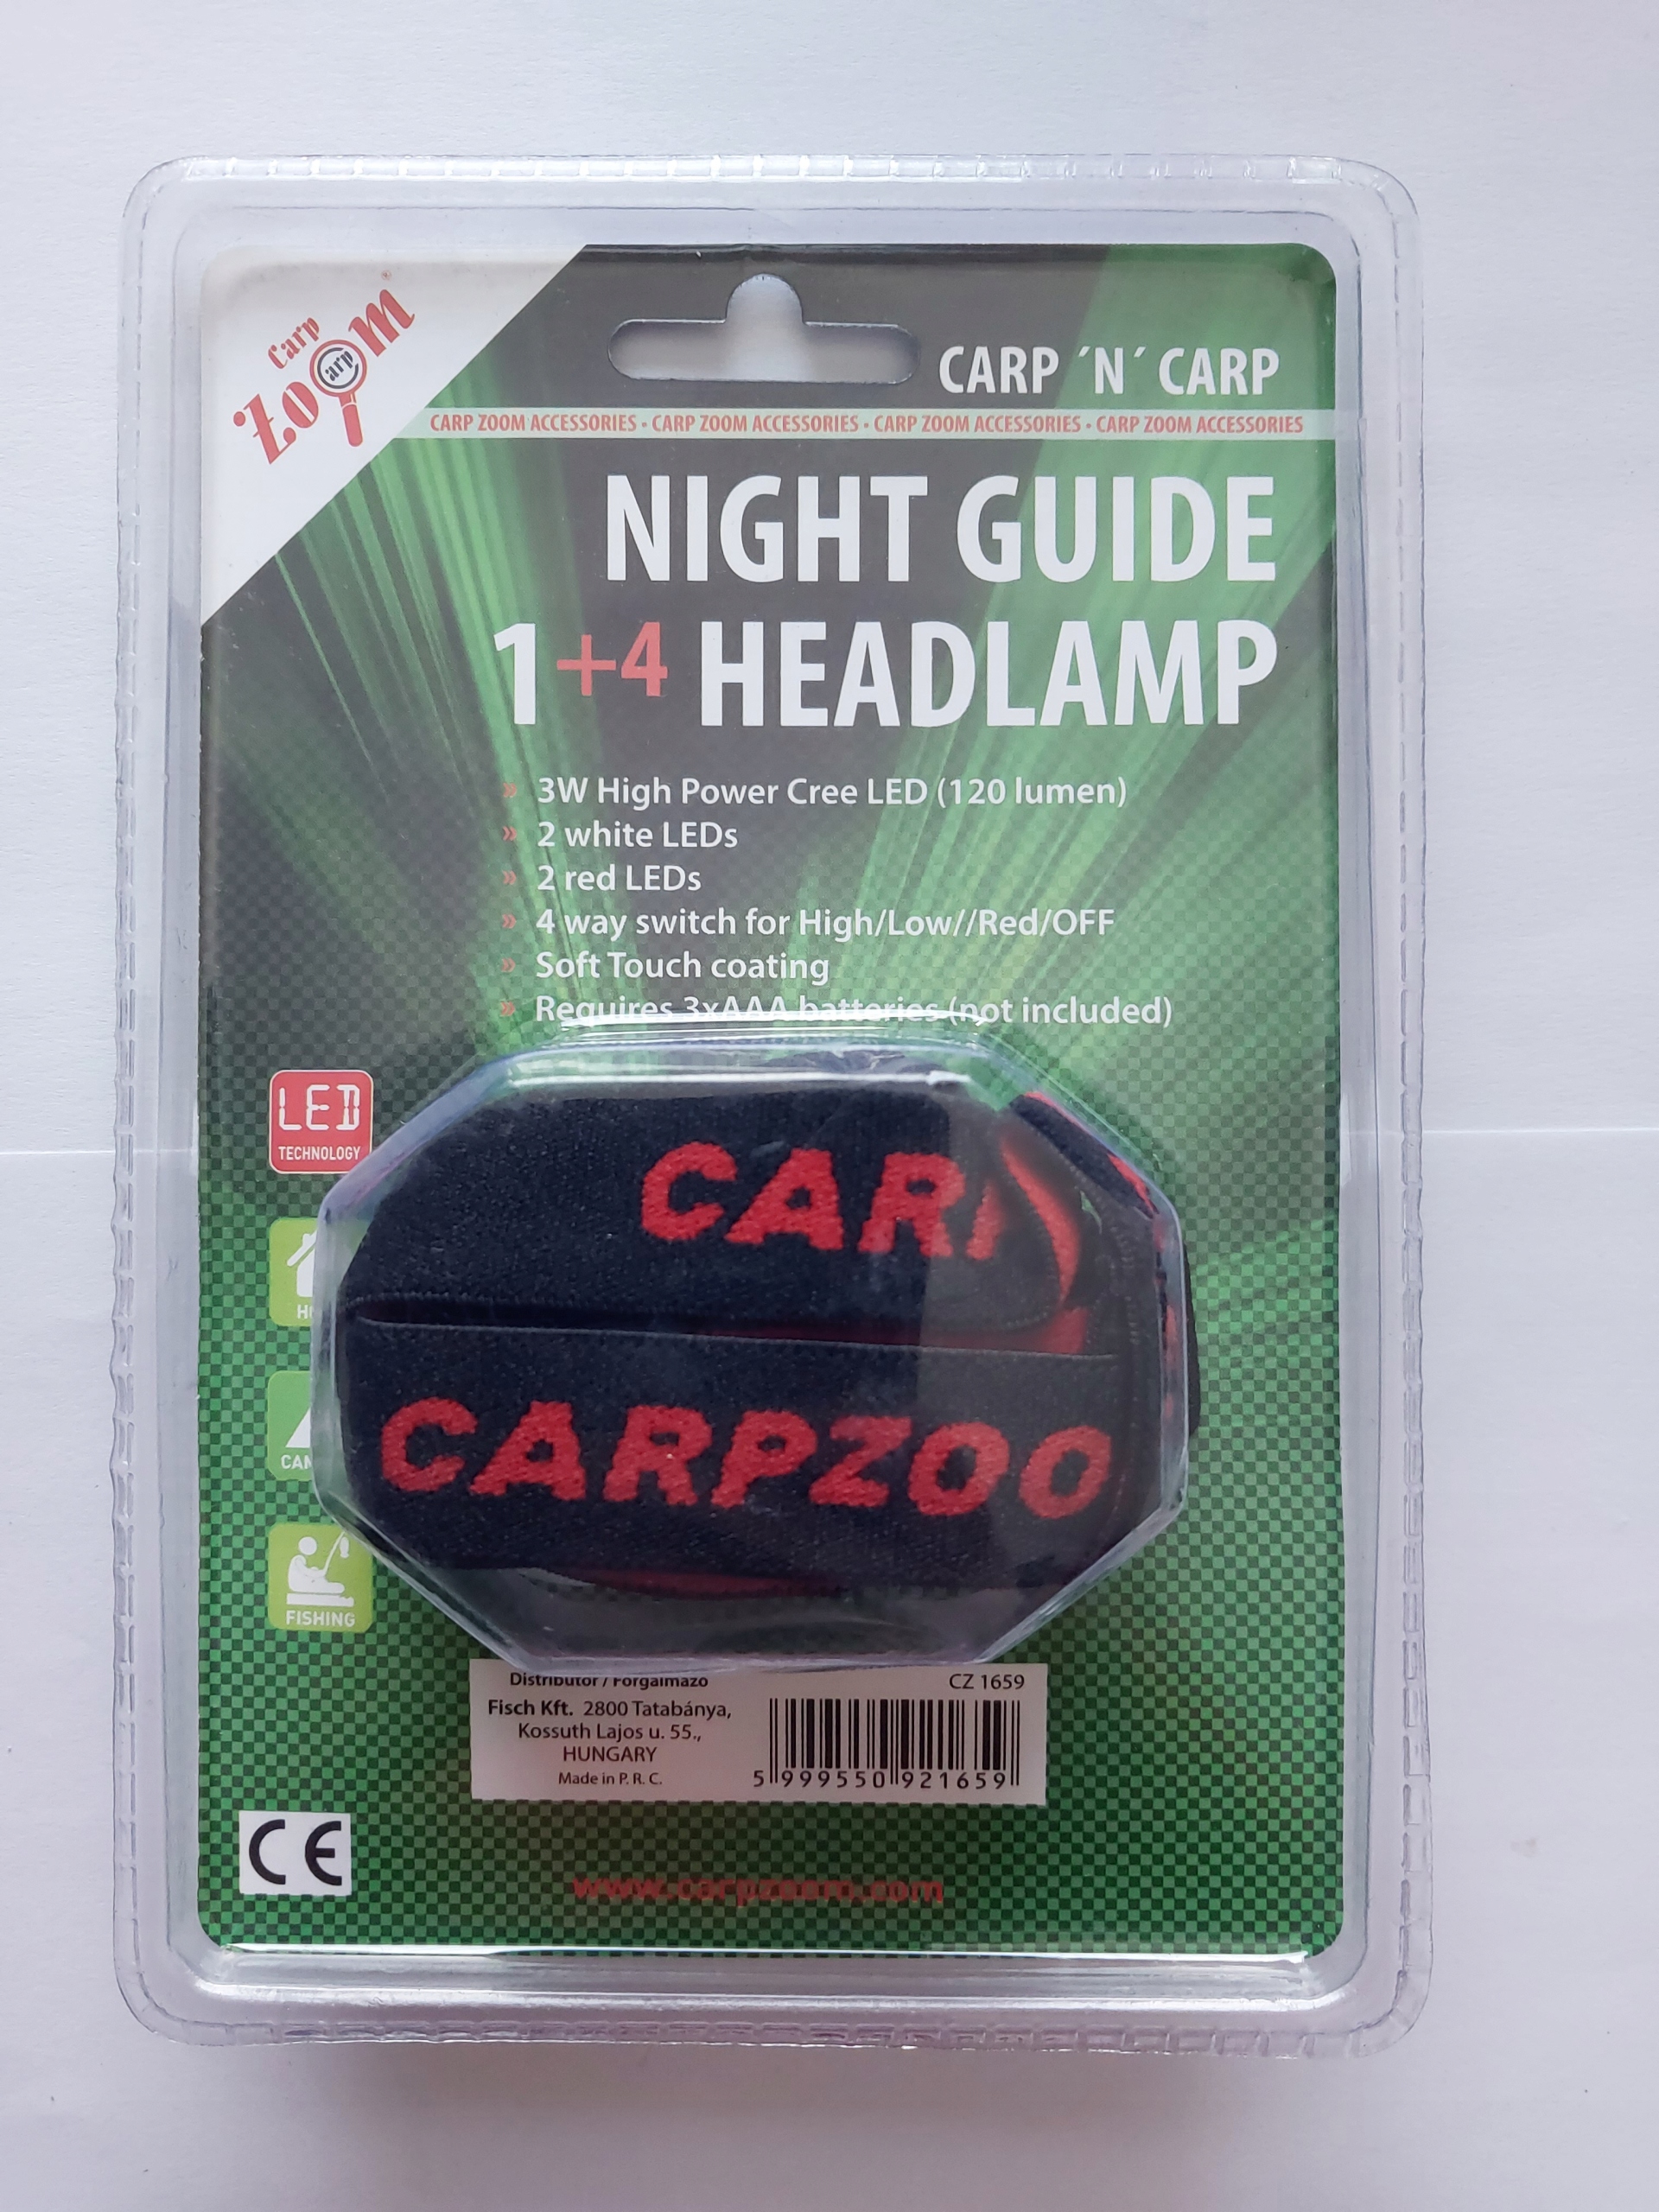 Carp
Zoom
Carp
CARP ´N´ CARP
CARP ZOOM ACCESSORIES • CARP ZOOM ACCESSORIES • CARP ZOOM ACCESSORIES • CARP ZOOM ACCESSORIES
NIGHT GUIDE
1+4 HEADLAMP
» 3W High Power Cree LED (120 lumen)
» 2 white LEDs
» 2 red LEDs
» 4 way switch for High/Low//Red/OFF
» Soft Touch coating
» Requires 3xAAA batteries (not included)
LED
TECHNOLOGY
CARP
CARPZOO
FISHING
Distributor / Forgalmazó
CZ 1659
Fisch Kft. 2800 Tatabánya,
Kossuth Lajos u. 55.,
HUNGARY
Made in P. R. C.
5 999550 921659
CE
www.carpzoom.com